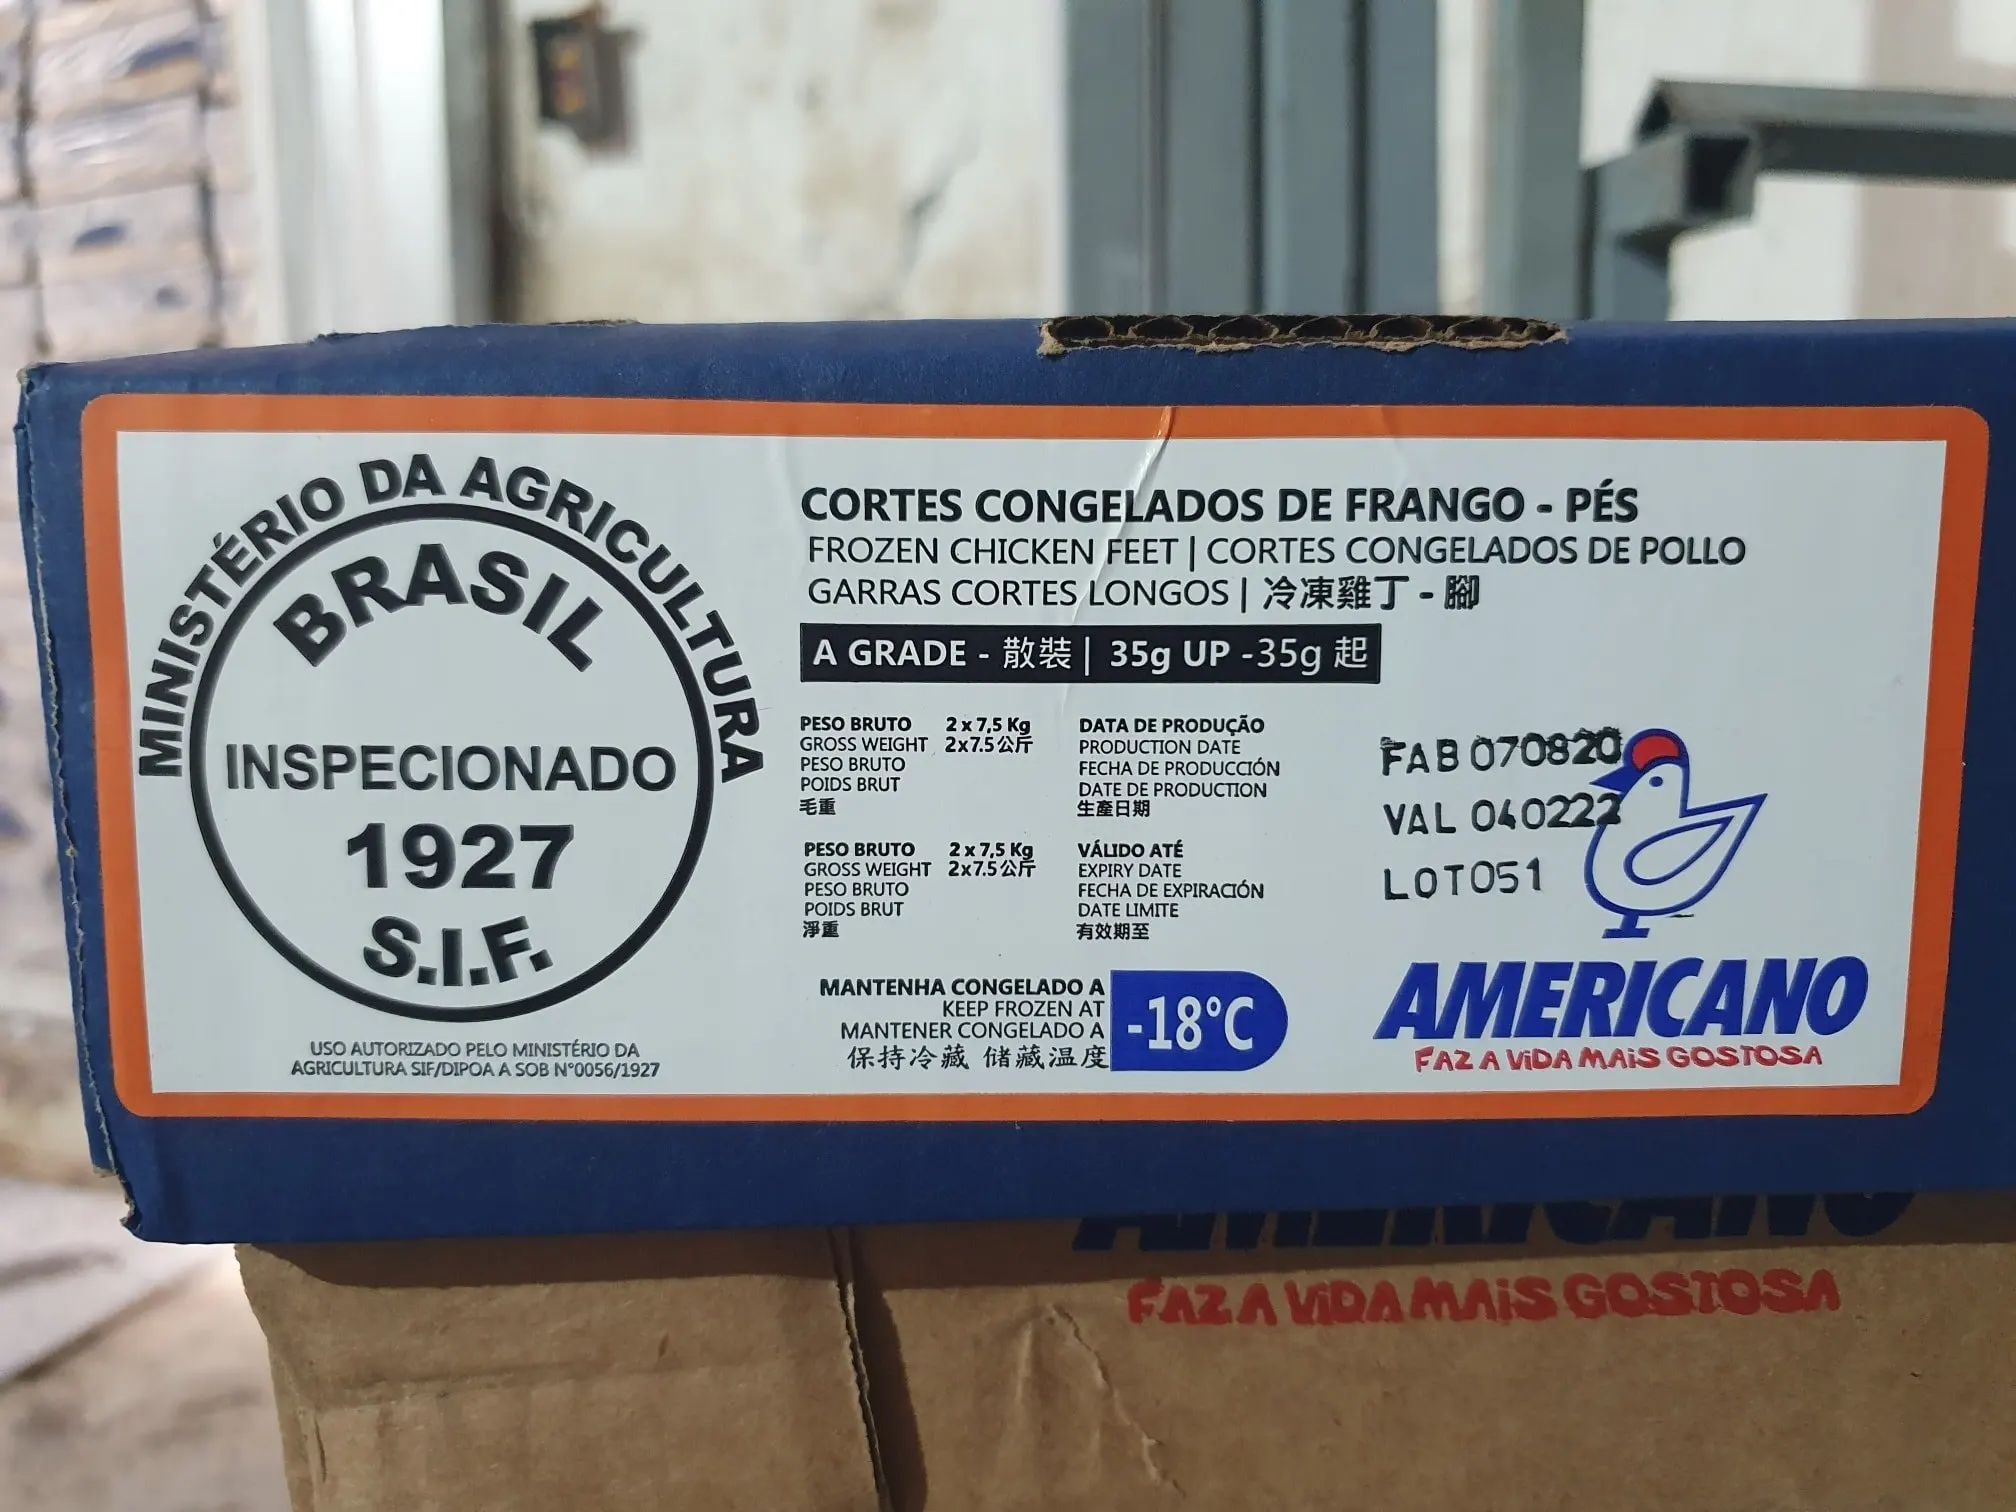 MINISTÉRIO DA AGRICULTURA
BRASIL
INSPECIONADO
1927
S.I.F.
USO AUTORIZADO PELO MINISTÉRIO DA
AGRICULTURA SIF/DIPOA A SOB N°0056/1927
CORTES CONGELADOS DE FRANGO - PÉS
FROZEN CHICKEN FEET | CORTES CONGELADOS DE POLLO
GARRAS CORTES LONGOS | 冷凍雞丁 - 腳
A GRADE - 散裝 | 35g UP -35g 起
PESO BRUTO 2 x 7,5 Kg
GROSS WEIGHT 2x7.5公斤
PESO BRUTO
POIDS BRUT
毛重
DATA DE PRODUÇÃO
PRODUCTION DATE
FECHA DE PRODUCCIÓN
DATE DE PRODUCTION
生產日期
PESO BRUTO 2 x 7,5 Kg
GROSS WEIGHT 2x7.5公斤
PESO BRUTO
POIDS BRUT
淨重
VÁLIDO ATÉ
EXPIRY DATE
FECHA DE EXPIRACIÓN
DATE LIMITE
有效期至
FAB 070820
VAL 040222
LOT051
MANTENHA CONGELADO A
KEEP FROZEN AT
MANTENER CONGELADO A
保持冷藏 儲藏温度
-18°C
AMERICANO
FAZ A ViDA MAiS GOSTOSA
AMERICANO
FAZ A ViDA MAiS GOSTOSA